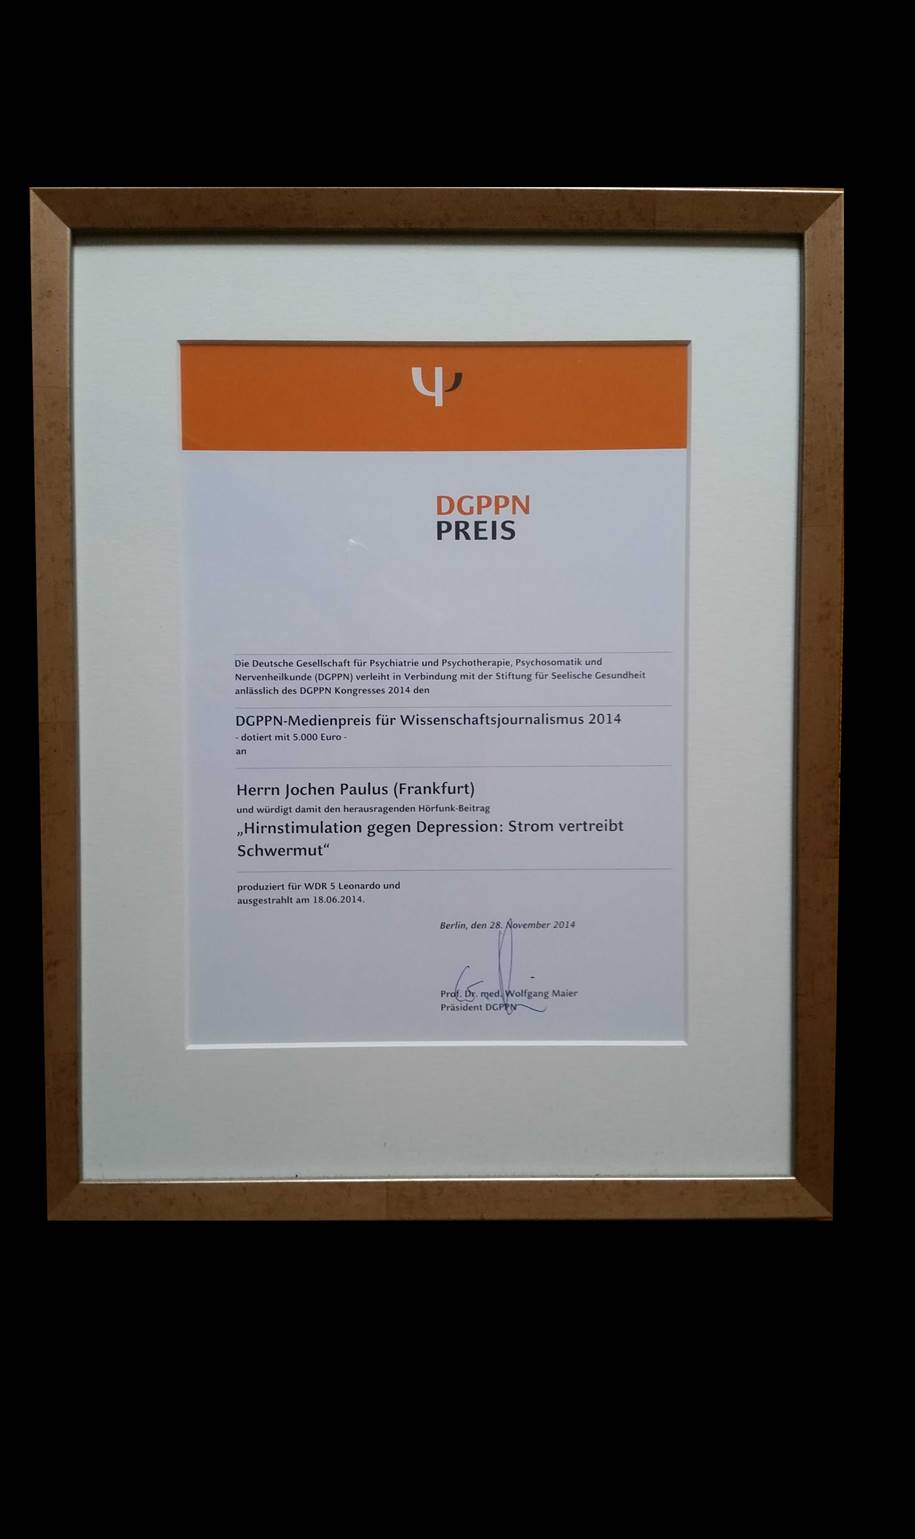 DGPPN
PREIS
Die Deutsche Gesellschaft für Psychiatrie und Psychotherapie, Psychosomatik und
Nervenheilkunde (DGPPN) verleiht in Verbindung mit der Stiftung für Seelische Gesundheit
anlässlich des DGPPN Kongresses 2014 den
DGPPN-Medienpreis für Wissenschaftsjournalismus 2014
- dotiert mit 5.000 Euro -
an
Herrn Jochen Paulus (Frankfurt)
und würdigt damit den herausragenden Hörfunk-Beitrag
„Hirnstimulation gegen Depression: Strom vertreibt
Schwermut“
produziert für WDR 5 Leonardo und
ausgestrahlt am 18.06.2014.
Berlin, den 28. November 2014
Prof. Dr. med. Wolfgang Maier
Präsident DGPPN